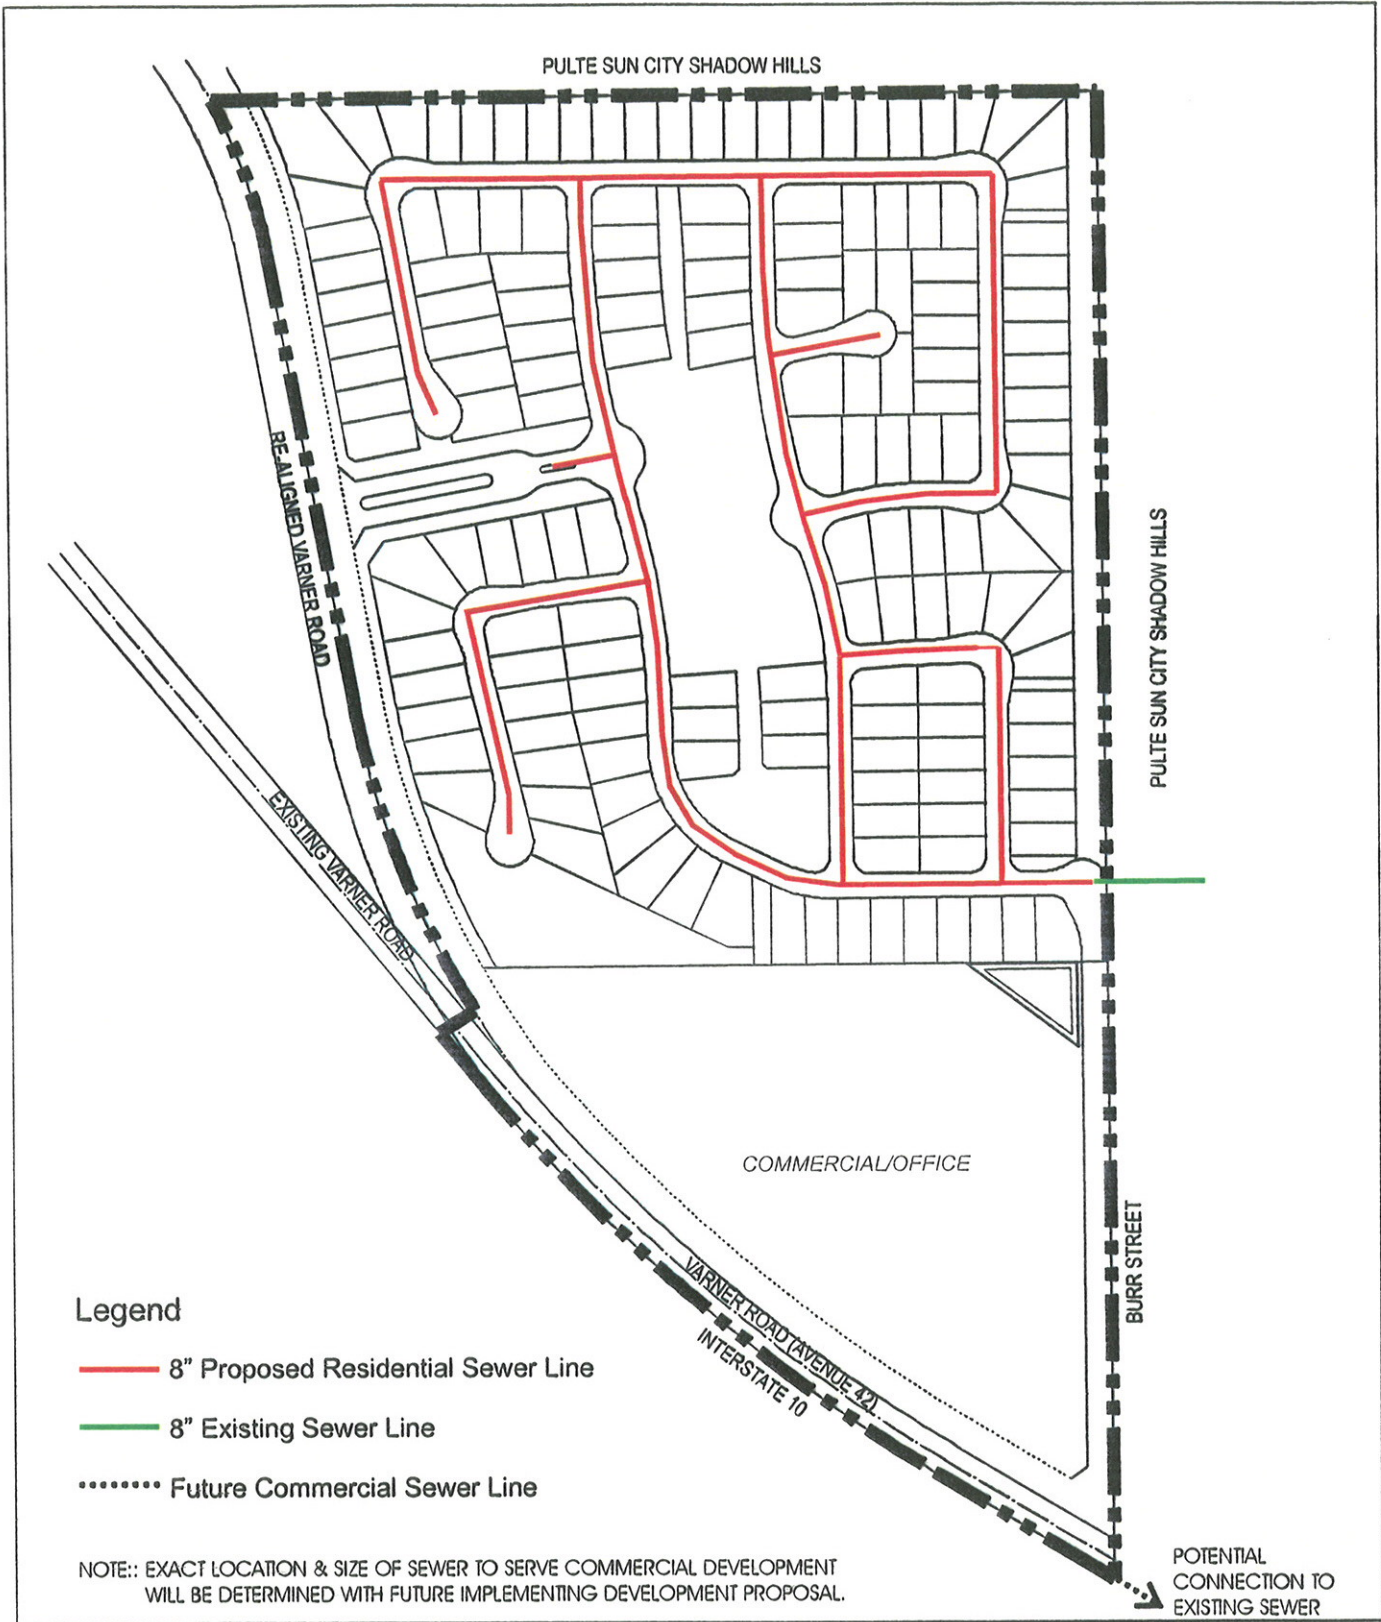 PULTE SUN CITY SHADOW HILLS
RE-ALIGNED VARNER ROAD
PULTE SUN CITY SHADOW HILLS
EXISTING VARNER ROAD
COMMERCIAL/OFFICE
BURR STREET
VARNER ROAD (AVENUE 42)
INTERSTATE 10
Legend
8" Proposed Residential Sewer Line
8" Existing Sewer Line
Future Commercial Sewer Line
NOTE:: EXACT LOCATION & SIZE OF SEWER TO SERVE COMMERCIAL DEVELOPMENT
WILL BE DETERMINED WITH FUTURE IMPLEMENTING DEVELOPMENT PROPOSAL.
POTENTIAL
CONNECTION TO
EXISTING SEWER